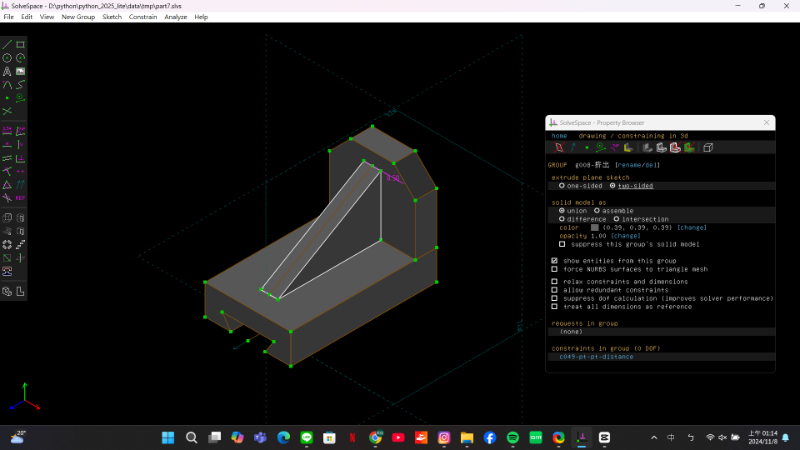 SolveSpace - D:\python\python_2025_lite\data\tmp\part7.slvs
File Edit View New Group Sketch Constrain Analyze Help
SolveSpace - Property Browser
home drawing / constraining in 3d
GROUP g008-擠出 [rename/del]
extrude plane sketch
one-sided two-sided
solid model as
union assemble
difference intersection
color (0.39, 0.39, 0.39) [change]
opacity 1.00 [change]
suppress this group's solid model
show entities from this group
force NURBS surfaces to triangle mesh
relax constraints and dimensions
allow redundant constraints
suppress dof calculation (improves solver performance)
treat all dimensions as reference
requests in group
(none)
constraints in group (0 DOF)
c049-pt-pt-distance
20°
中
ㄅ
上午 01:14
2024/11/8